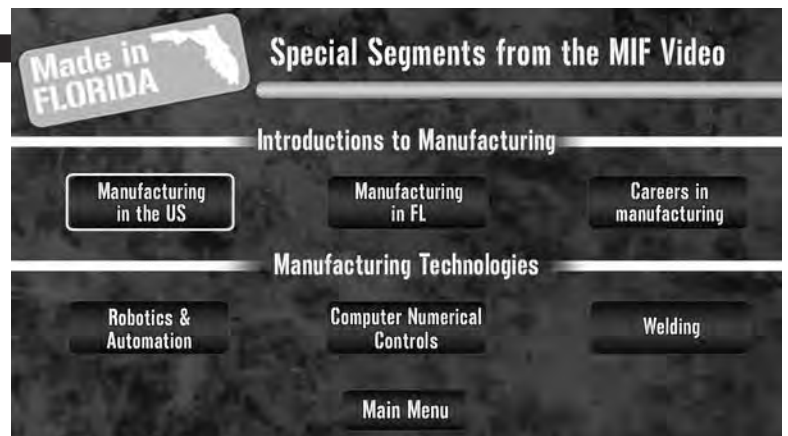 Made in
FLORIDA
Special Segments from the MIF Video
Introductions to Manufacturing
Manufacturing
in the US
Manufacturing
in FL
Careers in
manufacturing
Manufacturing Technologies
Robotics &
Automation
Computer Numerical
Controls
Welding
Main Menu